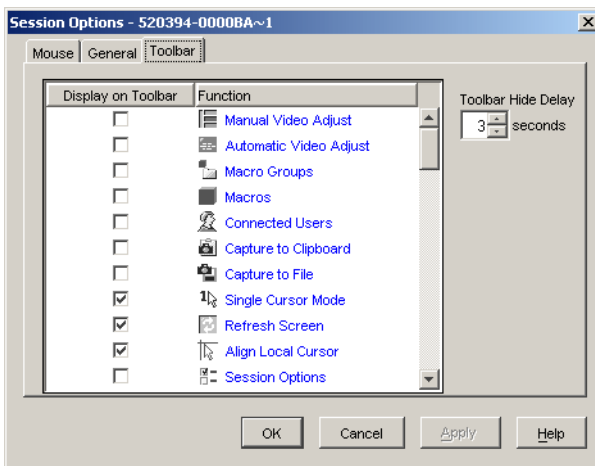 Session Options - 520394-0000BA~1
Mouse General Toolbar
Display on Toolbar Function
Manual Video Adjust
Automatic Video Adjust
Macro Groups
Macros
Connected Users
Capture to Clipboard
Capture to File
Single Cursor Mode
Refresh Screen
Align Local Cursor
Session Options
Toolbar Hide Delay
3 seconds
OK Cancel Apply Help